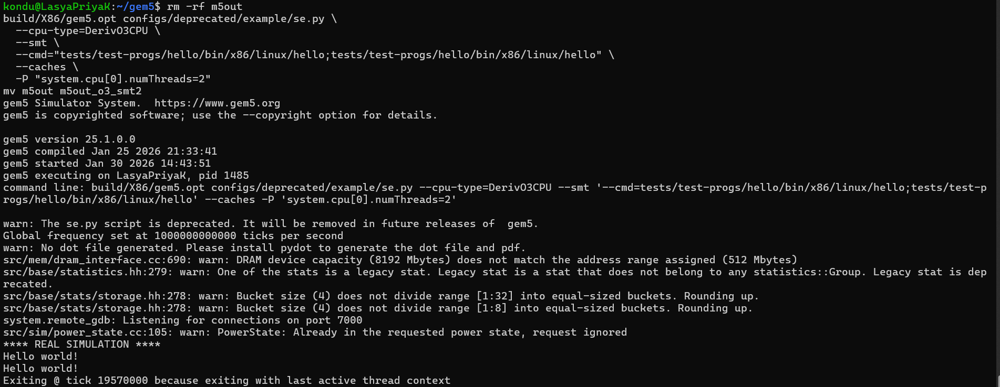 kondu@LasyaPriyaK:~/gem5$ rm -rf m5out
build/X86/gem5.opt configs/deprecated/example/se.py \
  --cpu-type=DerivO3CPU \
  --smt \
  --cmd="tests/test-progs/hello/bin/x86/linux/hello;tests/test-progs/hello/bin/x86/linux/hello" \
  --caches \
  -P "system.cpu[0].numThreads=2"
mv m5out m5out_o3_smt2
gem5 Simulator System.  https://www.gem5.org
gem5 is copyrighted software; use the --copyright option for details.

gem5 version 25.1.0.0
gem5 compiled Jan 25 2026 21:33:41
gem5 started Jan 30 2026 14:43:51
gem5 executing on LasyaPriyaK, pid 1485
command line: build/X86/gem5.opt configs/deprecated/example/se.py --cpu-type=DerivO3CPU --smt '--cmd=tests/test-progs/hello/bin/x86/linux/hello;tests/test-p
rogs/hello/bin/x86/linux/hello' --caches -P 'system.cpu[0].numThreads=2'

warn: The se.py script is deprecated. It will be removed in future releases of  gem5.
Global frequency set at 1000000000000 ticks per second
warn: No dot file generated. Please install pydot to generate the dot file and pdf.
src/mem/dram_interface.cc:690: warn: DRAM device capacity (8192 Mbytes) does not match the address range assigned (512 Mbytes)
src/base/statistics.hh:279: warn: One of the stats is a legacy stat. Legacy stat is a stat that does not belong to any statistics::Group. Legacy stat is dep
recated.
src/base/stats/storage.hh:278: warn: Bucket size (4) does not divide range [1:32] into equal-sized buckets. Rounding up.
src/base/stats/storage.hh:278: warn: Bucket size (4) does not divide range [1:8] into equal-sized buckets. Rounding up.
system.remote_gdb: Listening for connections on port 7000
src/sim/power_state.cc:105: warn: PowerState: Already in the requested power state, request ignored
**** REAL SIMULATION ****
Hello world!
Hello world!
Exiting @ tick 19570000 because exiting with last active thread context